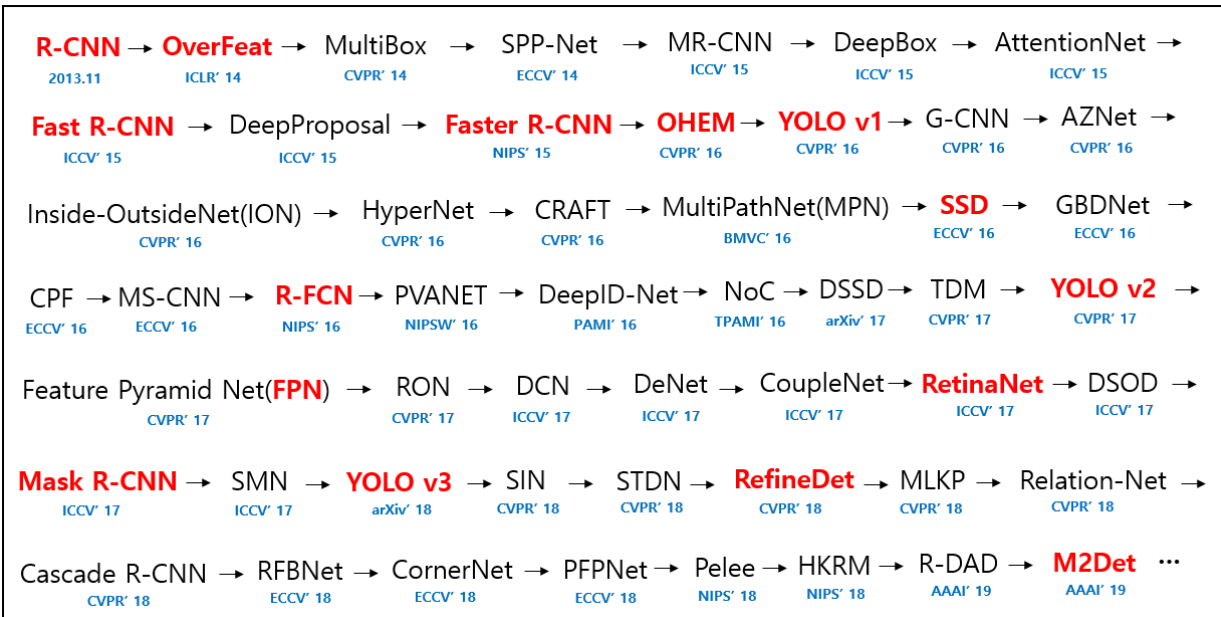 R-CNN → OverFeat → MultiBox → SPP-Net → MR-CNN → DeepBox → AttentionNet →
2013.11 ICLR' 14 CVPR' 14 ECCV' 14 ICCV' 15 ICCV' 15 ICCV' 15
Fast R-CNN → DeepProposal → Faster R-CNN → OHEM → YOLO v1 → G-CNN → AZNet →
ICCV' 15 ICCV' 15 NIPS' 15 CVPR' 16 CVPR' 16 CVPR' 16 CVPR' 16
Inside-OutsideNet(ION) → HyperNet → CRAFT → MultiPathNet(MPN) → SSD → GBDNet →
CVPR' 16 CVPR' 16 CVPR' 16 BMVC' 16 ECCV' 16 ECCV' 16
CPF → MS-CNN → R-FCN → PVANET → DeepID-Net → NoC → DSSD → TDM → YOLO v2 →
ECCV' 16 ECCV' 16 NIPS' 16 NIPSW' 16 PAMI' 16 TPAMI' 16 arXiv' 17 CVPR' 17 CVPR' 17
Feature Pyramid Net(FPN) → RON → DCN → DeNet → CoupleNet → RetinaNet → DSOD →
CVPR' 17 CVPR' 17 ICCV' 17 ICCV' 17 ICCV' 17 ICCV' 17 ICCV' 17
Mask R-CNN → SMN → YOLO v3 → SIN → STDN → RefineDet → MLKP → Relation-Net →
ICCV' 17 ICCV' 17 arXiv' 18 CVPR' 18 CVPR' 18 CVPR' 18 CVPR' 18 CVPR' 18
Cascade R-CNN → RFBNet → CornerNet → PFPNet → Pelee → HKRM → R-DAD → M2Det ···
CVPR' 18 ECCV' 18 ECCV' 18 ECCV' 18 NIPS' 18 NIPS' 18 AAAI' 19 AAAI' 19